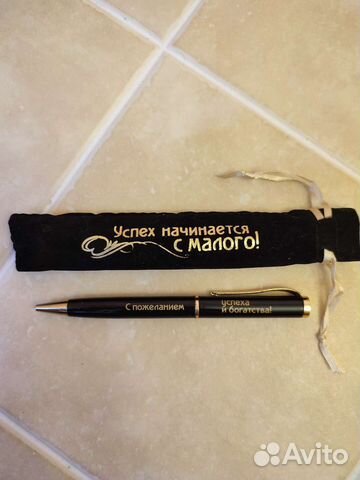 Успех начинается
с малого!
С пожеланием
успеха
и богатства!
Avito